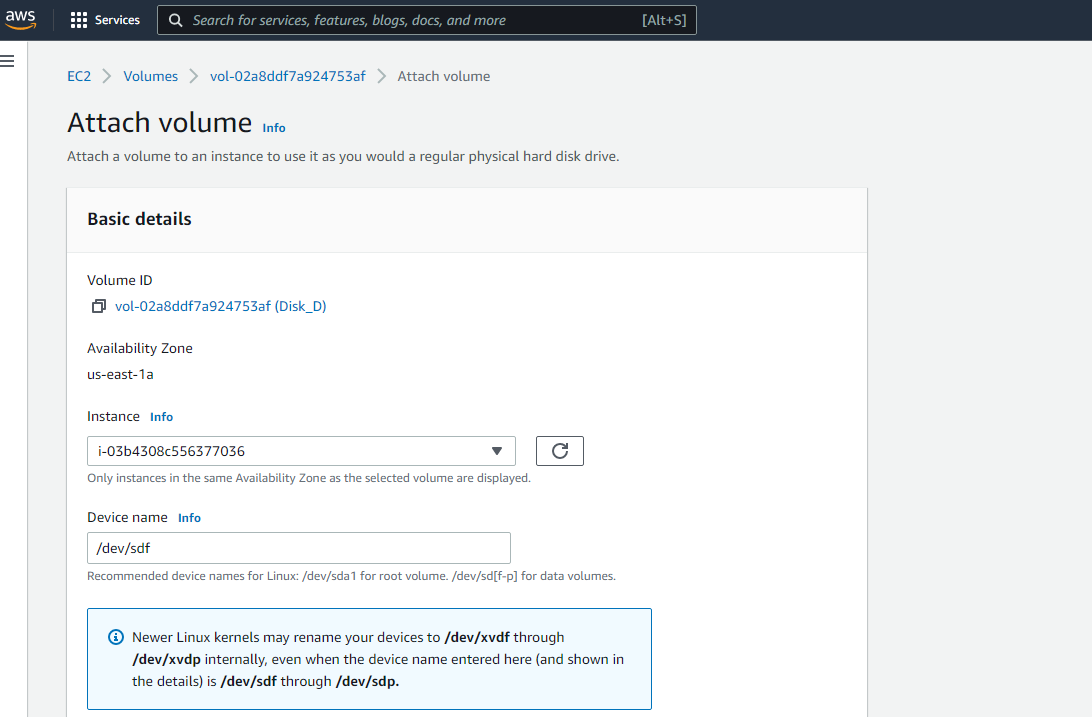 aws Services Search for services, features, blogs, docs, and more [Alt+S]
EC2 Volumes vol-02a8ddf7a924753af Attach volume
Attach volume Info
Attach a volume to an instance to use it as you would a regular physical hard disk drive.
Basic details
Volume ID
vol-02a8ddf7a924753af (Disk_D)
Availability Zone
us-east-1a
Instance Info
i-03b4308c556377036
Only instances in the same Availability Zone as the selected volume are displayed.
Device name Info
/dev/sdf
Recommended device names for Linux: /dev/sda1 for root volume. /dev/sd[f-p] for data volumes.
Newer Linux kernels may rename your devices to /dev/xvdf through
/dev/xvdp internally, even when the device name entered here (and shown in
the details) is /dev/sdf through /dev/sdp.